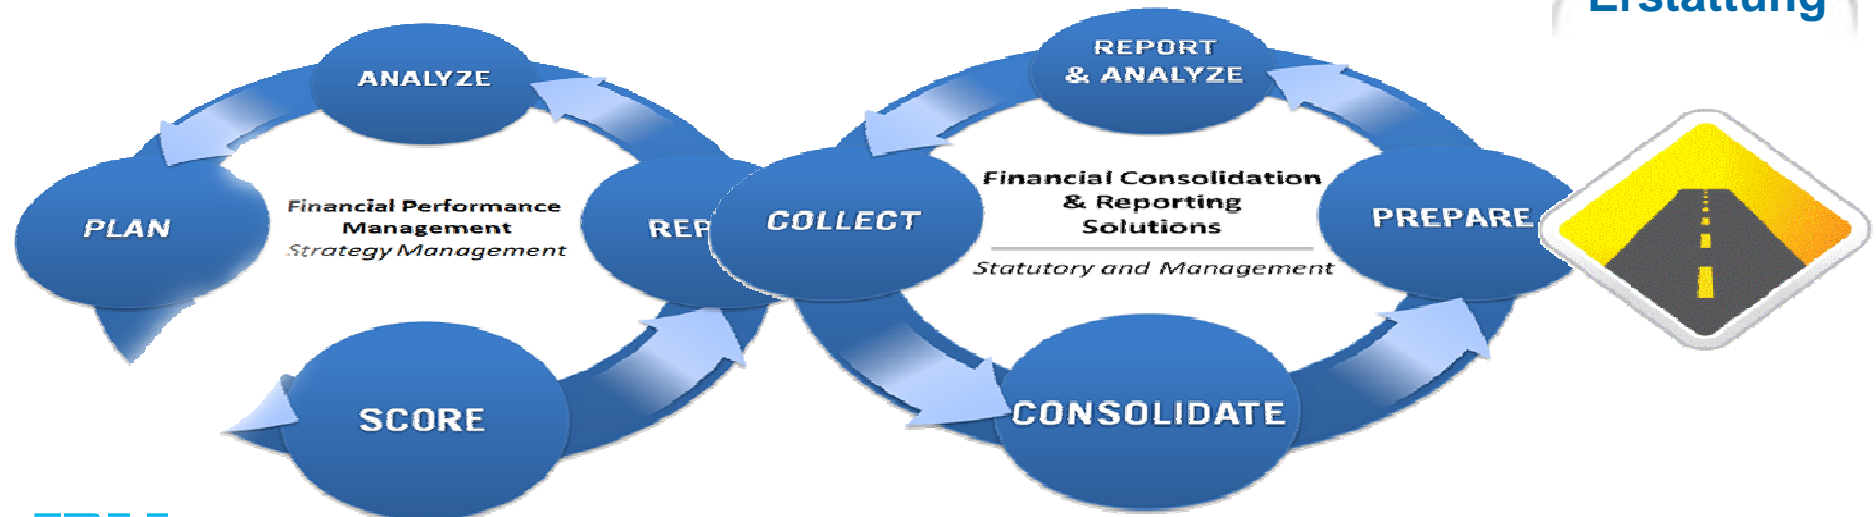 Erstattung
ANALYZE
PLAN
Financial Performance
Management
Strategy Management
REP
SCORE
REPORT
& ANALYZE
COLLECT
Financial Consolidation
& Reporting
Solutions
Statutory and Management
PREPARE
CONSOLIDATE